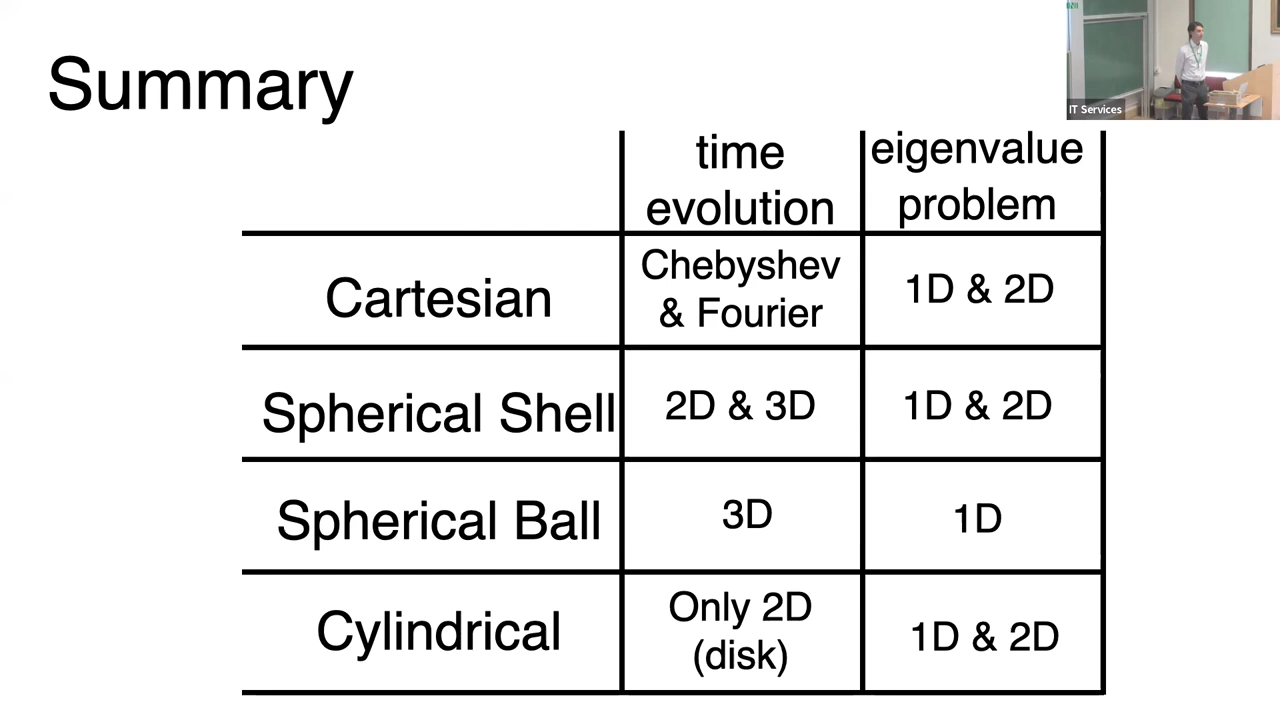 Summary
IT Services
time
evolution
eigenvalue
problem
Cartesian
Chebyshev
& Fourier
1D & 2D
Spherical Shell
2D & 3D
1D & 2D
Spherical Ball
3D
1D
Cylindrical
Only 2D
(disk)
1D & 2D